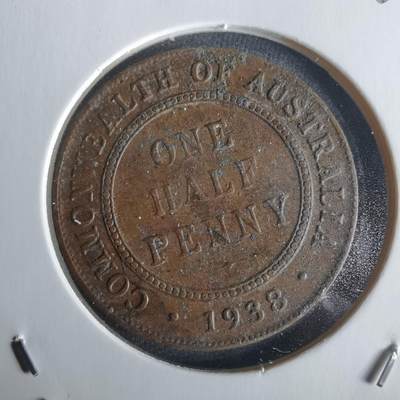 COMMONWEALTH OF AUSTRALIA
ONE
HALF
PENNY
1938